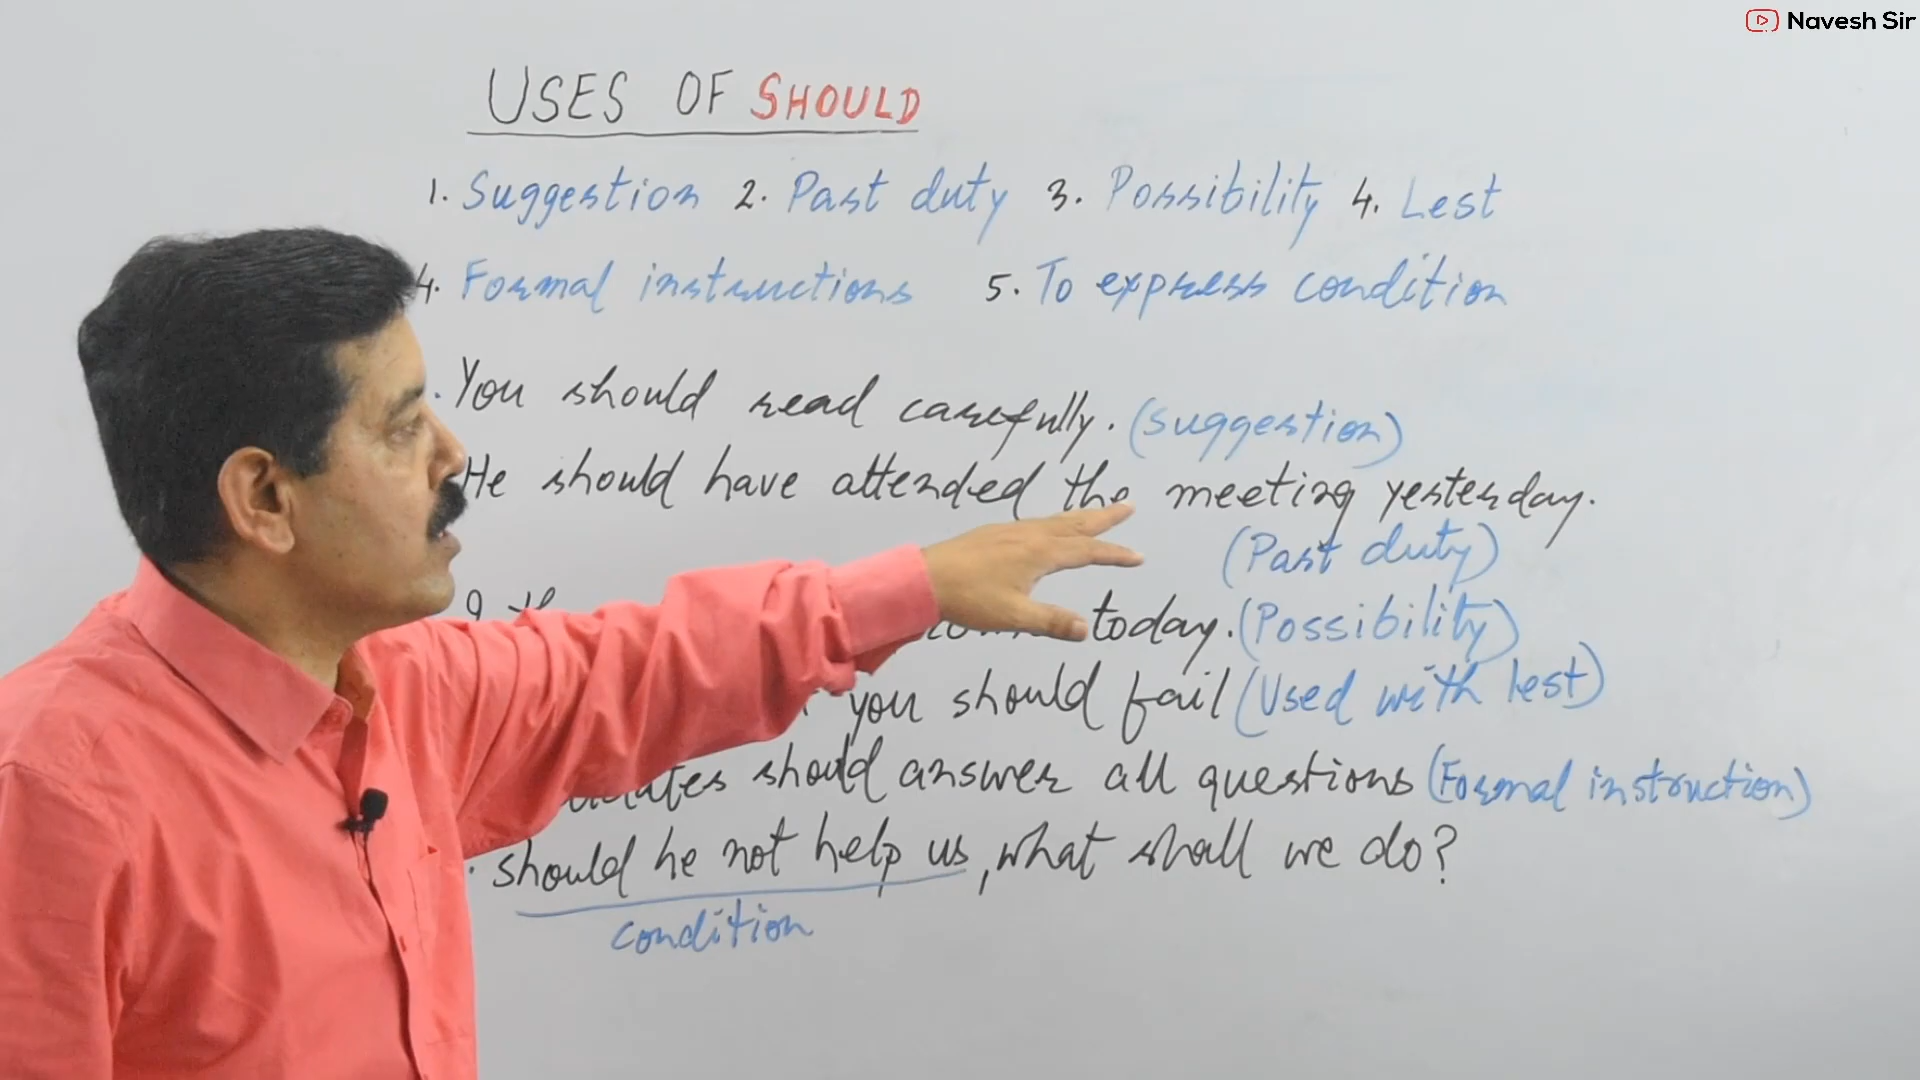 Navesh Sir
USES OF SHOULD
1. Suggestion 2. Past duty 3. Possibility 4. Lest
4. Formal instructions 5. To express condition
You should read carefully. (Suggestion)
He should have attended the meeting yesterday.
(Past duty)
today. (Possibility)
you should fail (Used with lest)
should answer all questions (Formal instruction)
should he not help us, what shall we do?
condition